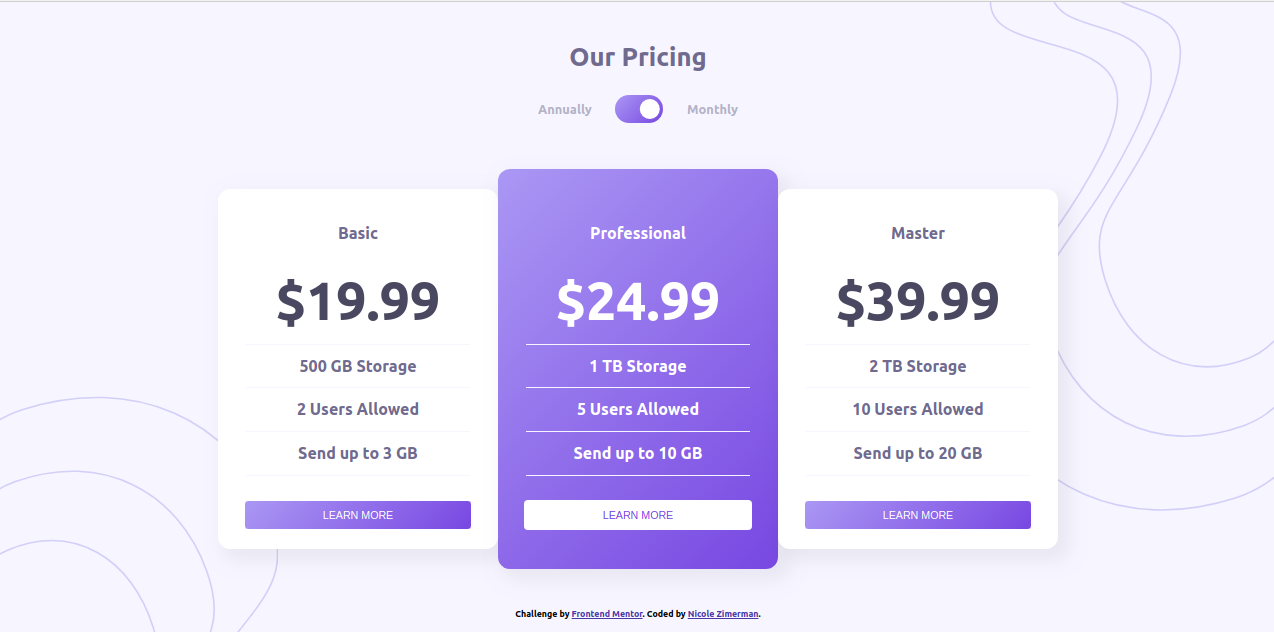 Our Pricing
Annually
Monthly
Basic
$19.99
500 GB Storage
2 Users Allowed
Send up to 3 GB
LEARN MORE
Professional
$24.99
1 TB Storage
5 Users Allowed
Send up to 10 GB
LEARN MORE
Master
$39.99
2 TB Storage
10 Users Allowed
Send up to 20 GB
LEARN MORE
Challenge by Frontend Mentor. Coded by Nicole Zimerman.